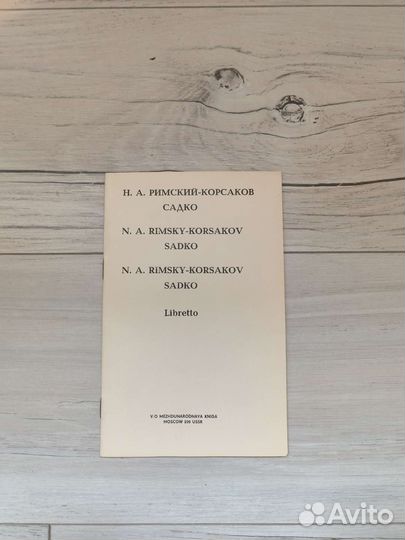 Н. А. РИМСКИЙ-КОРСАКОВ
САДКО
N. A. RIMSKY-KORSAKOV
SADKO
N. A. RIMSKY-KORSAKOV
SADKO
Libretto
V/O MEZHDUNARODNAYA KNIGA
MOSCOW 200 USSR
Avito